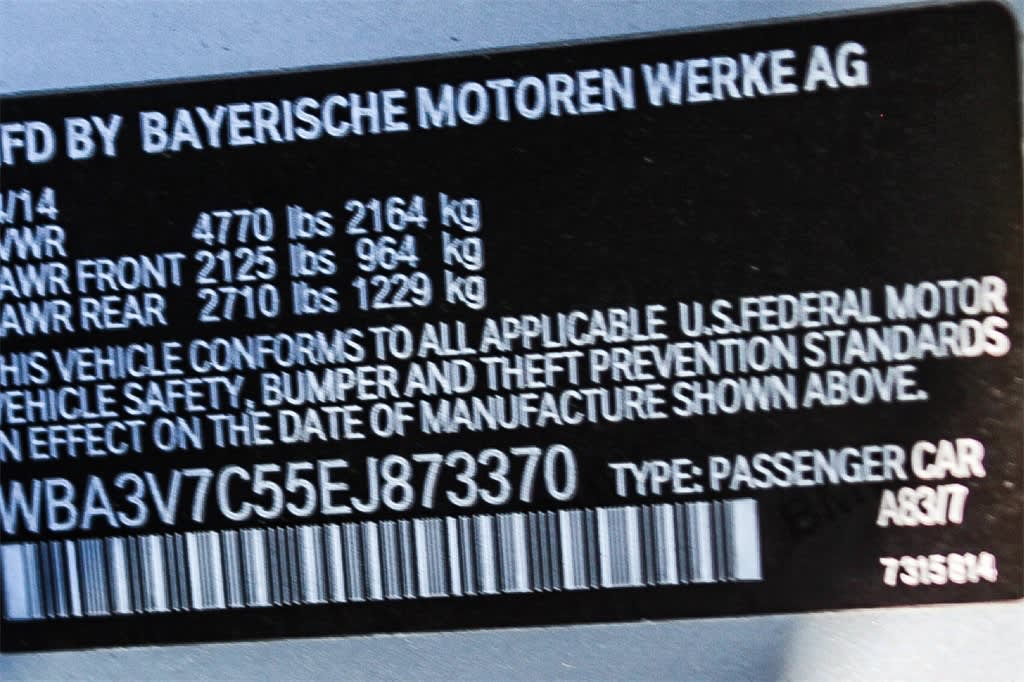 FD BY BAYERISCHE MOTOREN WERKE AG
/14
VWR 4770 lbs 2164 kg
AWR FRONT 2125 lbs 964 kg
AWR REAR 2710 lbs 1229 kg
HIS VEHICLE CONFORMS TO ALL APPLICABLE U.S.FEDERAL MOTOR
VEHICLE SAFETY, BUMPER AND THEFT PREVENTION STANDARDS
N EFFECT ON THE DATE OF MANUFACTURE SHOWN ABOVE.
WBA3V7C55EJ873370 TYPE: PASSENGER CAR
A83/7
7315814